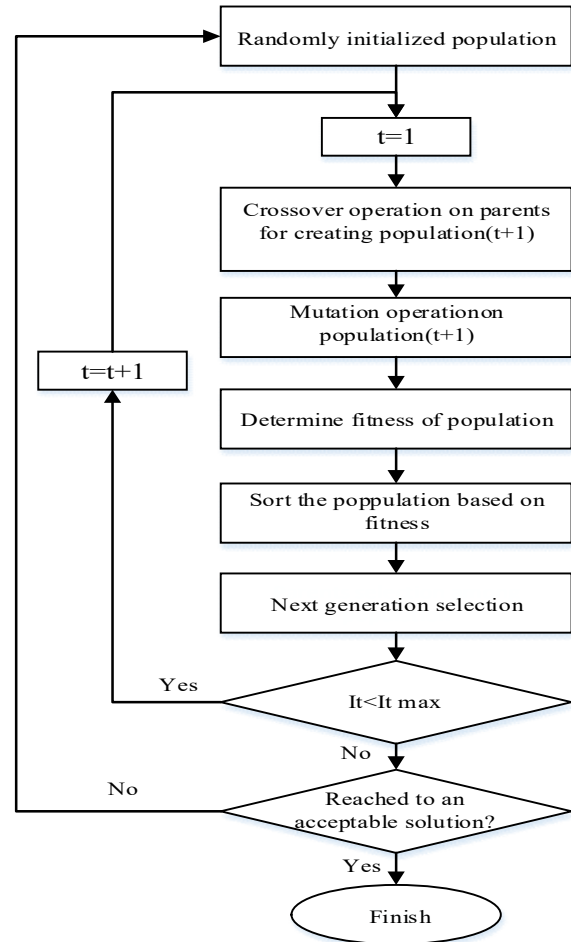 Randomly initialized population
t=1
Crossover operation on parents
for creating population(t+1)
Mutation operationon
population(t+1)
t=t+1
Determine fitness of population
Sort the poppulation based on
fitness
Next generation selection
Yes
It<It max
No
No
Reached to an
acceptable solution?
Yes
Finish